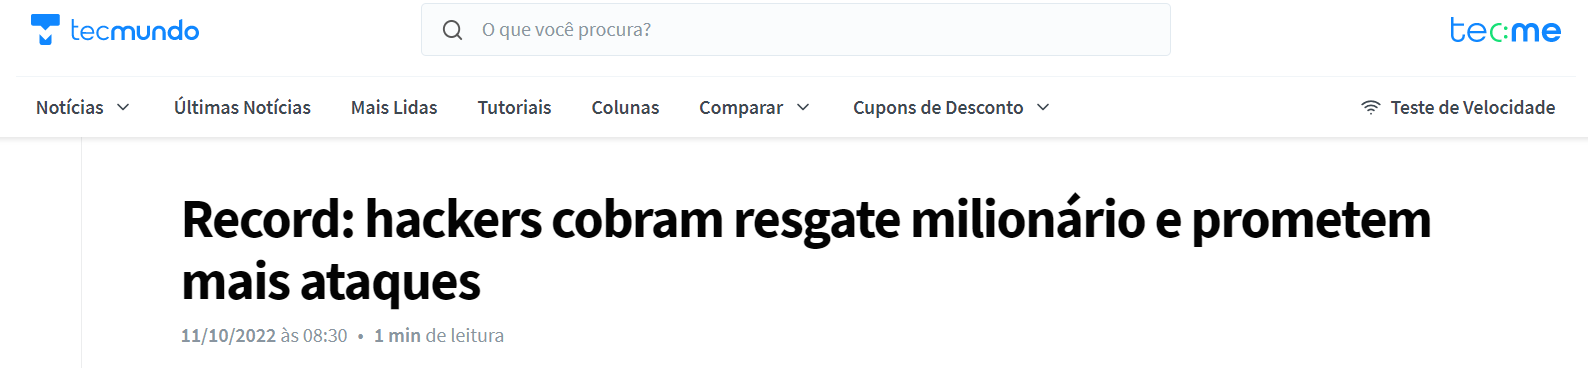 tecmundo
O que você procura?
tec:me
Notícias
Últimas Notícias
Mais Lidas
Tutoriais
Colunas
Comparar
Cupons de Desconto
Teste de Velocidade
Record: hackers cobram resgate milionário e prometem
mais ataques
11/10/2022 às 08:30 • 1 min de leitura